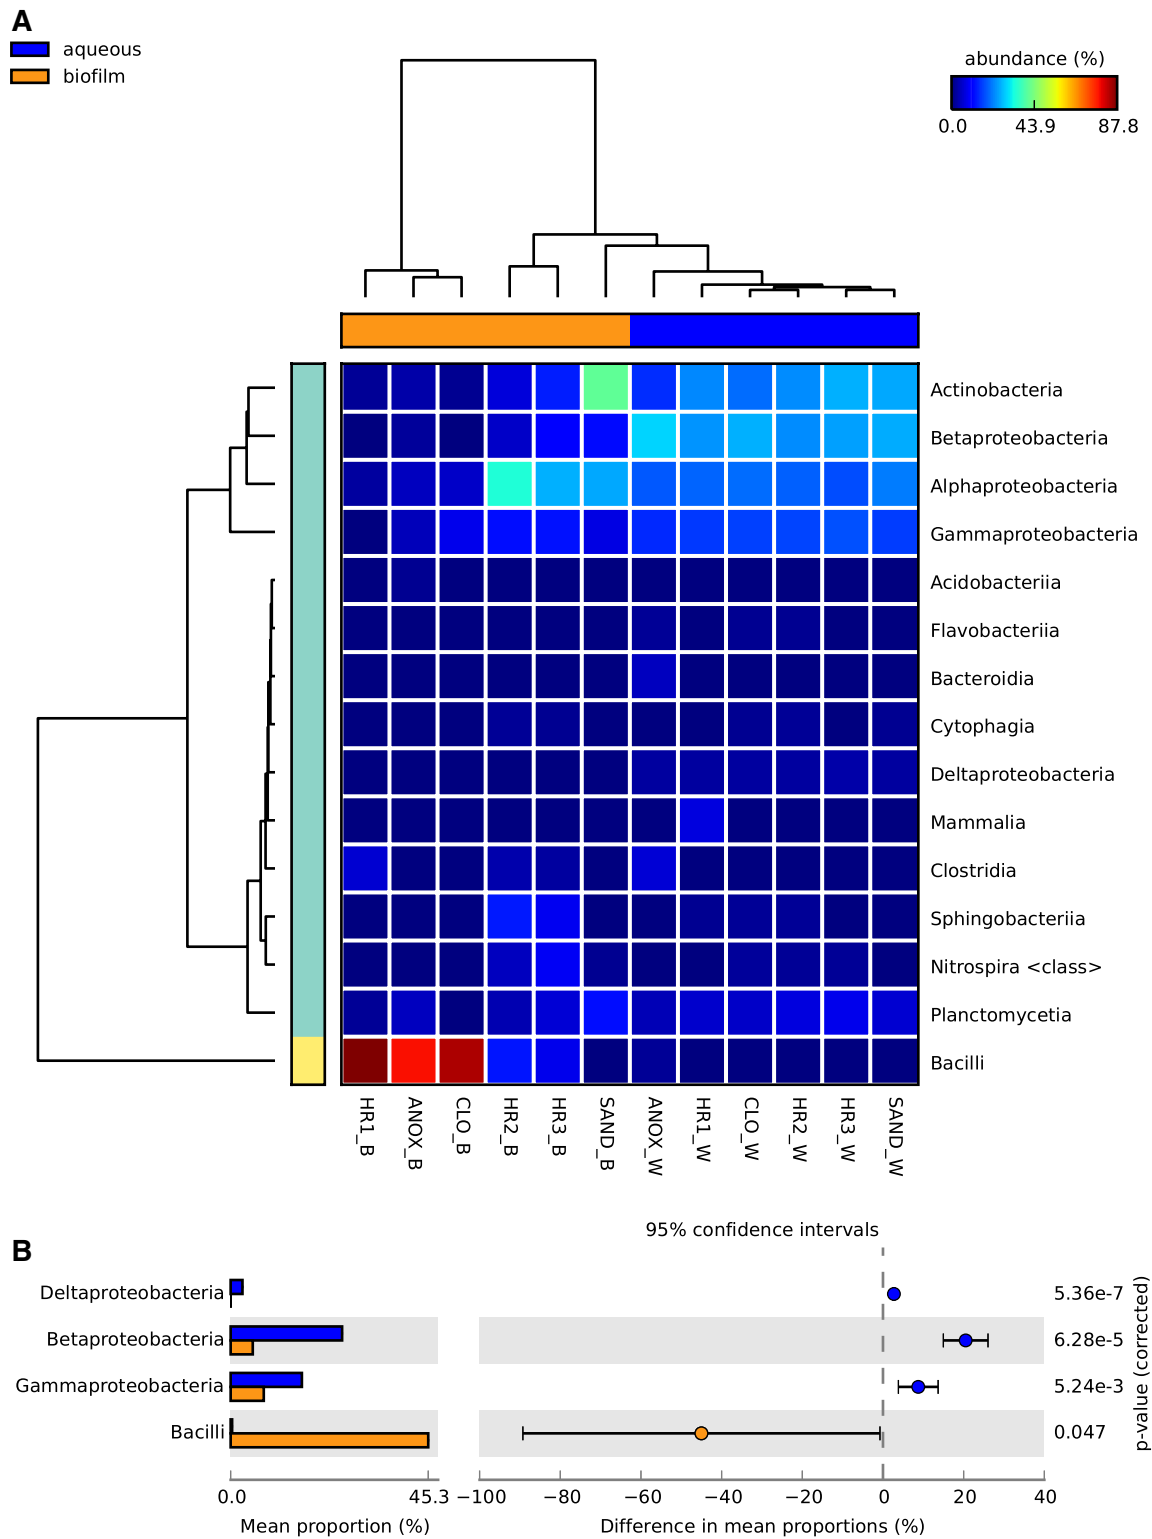 A
aqueous
biofilm
abundance (%)
0.0 43.9 87.8
Actinobacteria
Betaproteobacteria
Alphaproteobacteria
Gammaproteobacteria
Acidobacteriia
Flavobacteriia
Bacteroidia
Cytophagia
Deltaproteobacteria
Mammalia
Clostridia
Sphingobacteriia
Nitrospira <class>
Planctomycetia
Bacilli
HR1_B
ANOX_B
CLO_B
HR2_B
HR3_B
SAND_B
ANOX_W
HR1_W
CLO_W
HR2_W
HR3_W
SAND_W
B
95% confidence intervals
Deltaproteobacteria 5.36e-7
Betaproteobacteria 6.28e-5
Gammaproteobacteria 5.24e-3
Bacilli 0.047
p-value (corrected)
0.0 45.3 −100 −80 −60 −40 −20 0 20 40
Mean proportion (%) Difference in mean proportions (%)